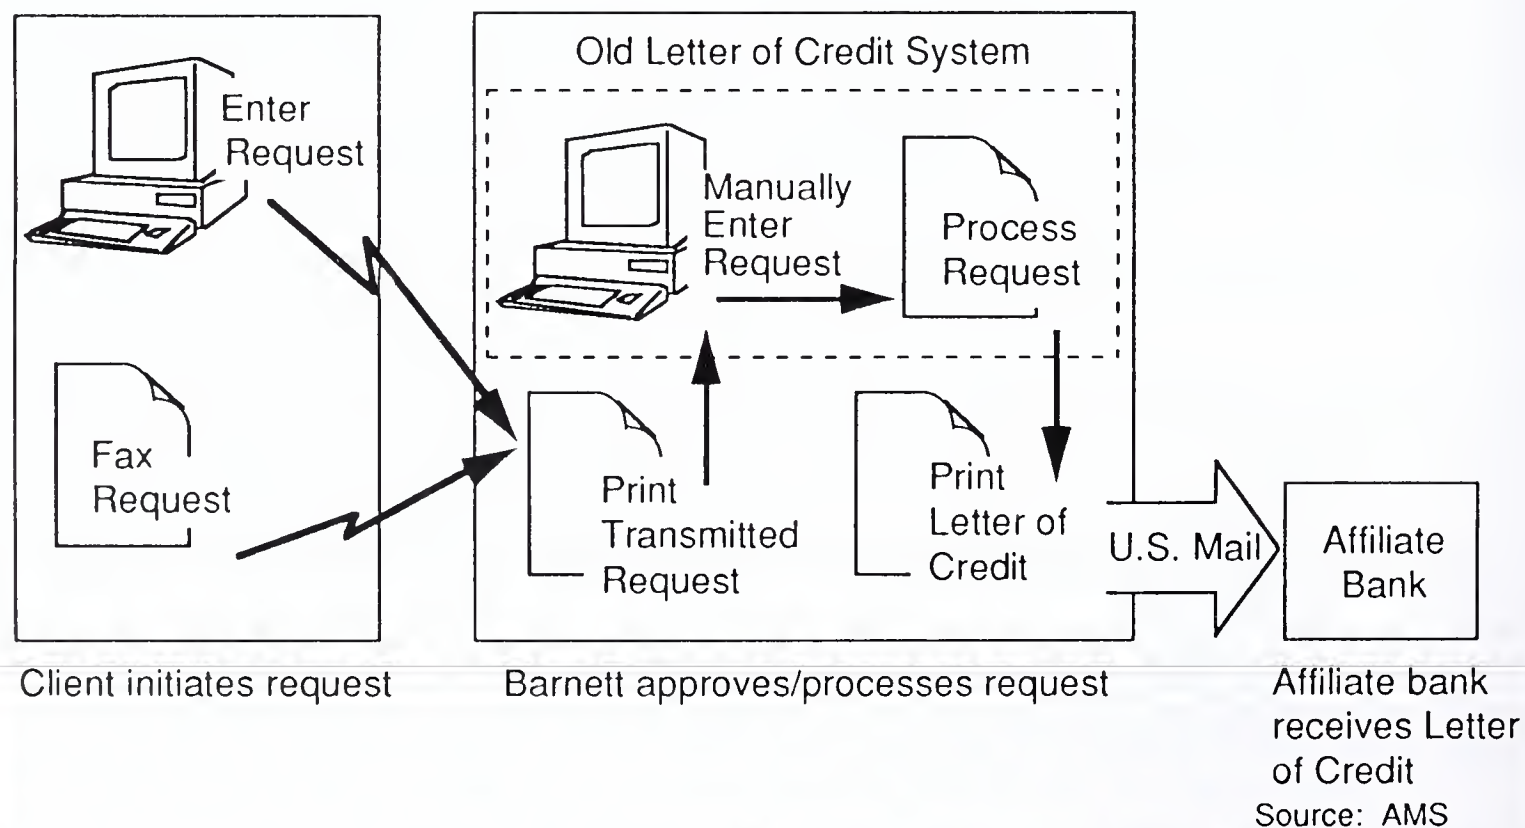 Old Letter of Credit System
Enter
Request
Manually
Enter
Request
Process
Request
Fax
Request
Print
Transmitted
Request
Print
Letter of
Credit
U.S. Mail
Affiliate
Bank
Client initiates request
Barnett approves/processes request
Affiliate bank
receives Letter
of Credit
Source: AMS